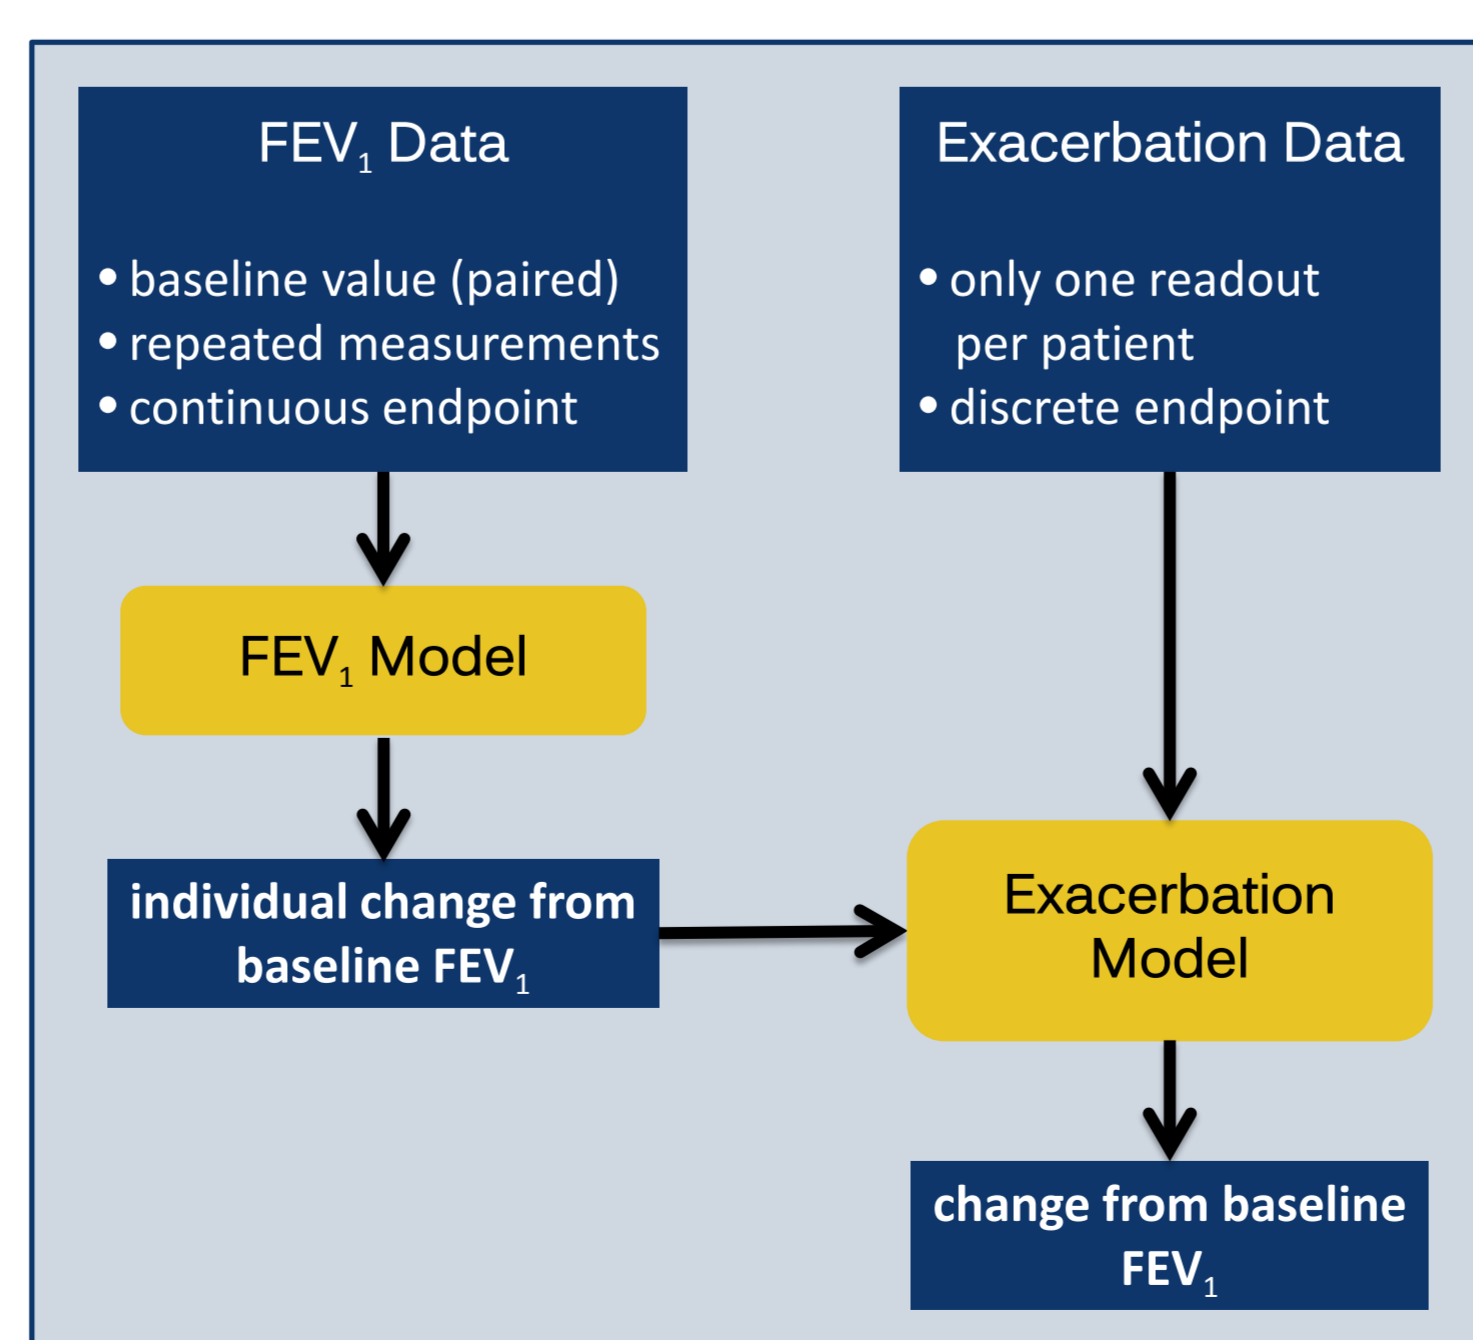 FEV₁ Data
• baseline value (paired)
• repeated measurements
• continuous endpoint
Exacerbation Data
• only one readout
per patient
• discrete endpoint
FEV₁ Model
individual change from
baseline FEV₁
Exacerbation
Model
change from baseline
FEV₁